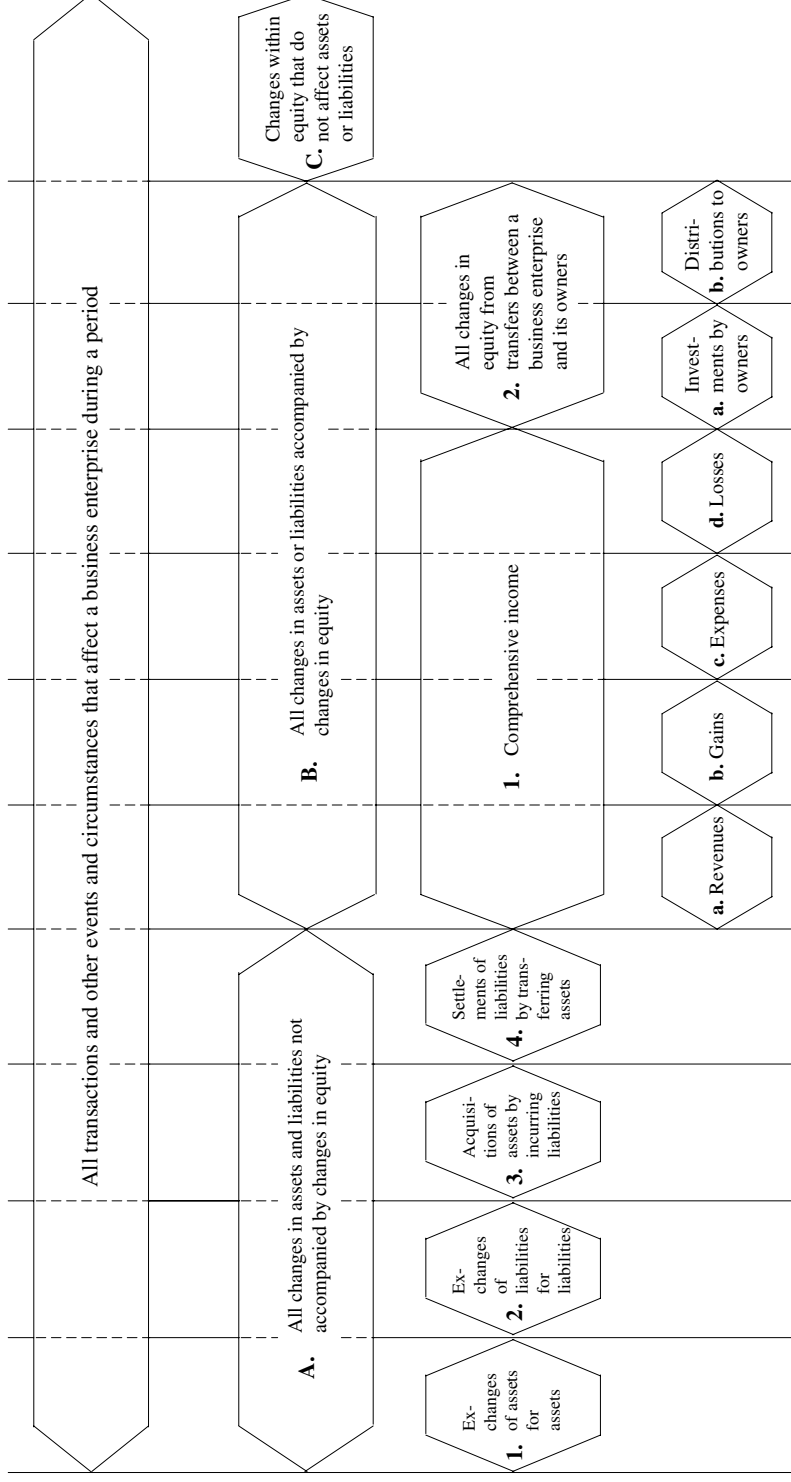 All transactions and other events and circumstances that affect a business enterprise during a period
A. All changes in assets and liabilities not
accompanied by changes in equity
B. All changes in assets or liabilities accompanied by
changes in equity
Changes within
equity that do
C. not affect assets
or liabilities
Ex-
changes
1. of assets
for
assets
Ex-
changes
of
2. liabilities
for
liabilities
Acquisi-
tions of
3. assets by
incurring
liabilities
Settle-
ments of
liabilities
4. by trans-
ferring
assets
1. Comprehensive income
All changes in
equity from
2. transfers between a
business enterprise
and its owners
a. Revenues
b. Gains
c. Expenses
d. Losses
Invest-
a. ments by
owners
Distri-
b. butions to
owners